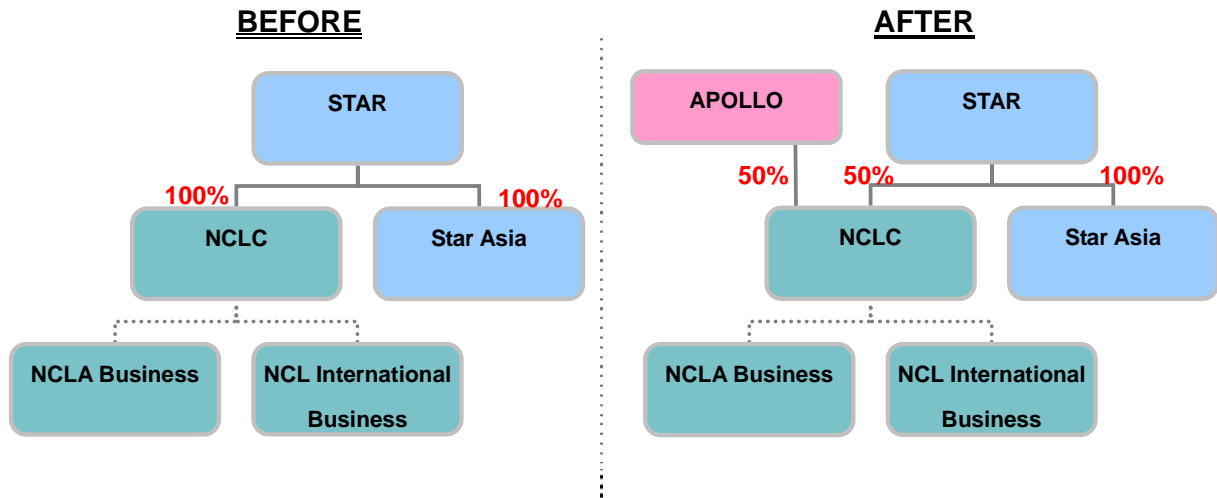 BEFORE
STAR
100%
100%
NCLC
Star Asia
NCLA Business
NCL International
Business
AFTER
APOLLO
STAR
50%
50%
100%
NCLC
Star Asia
NCLA Business
NCL International
Business